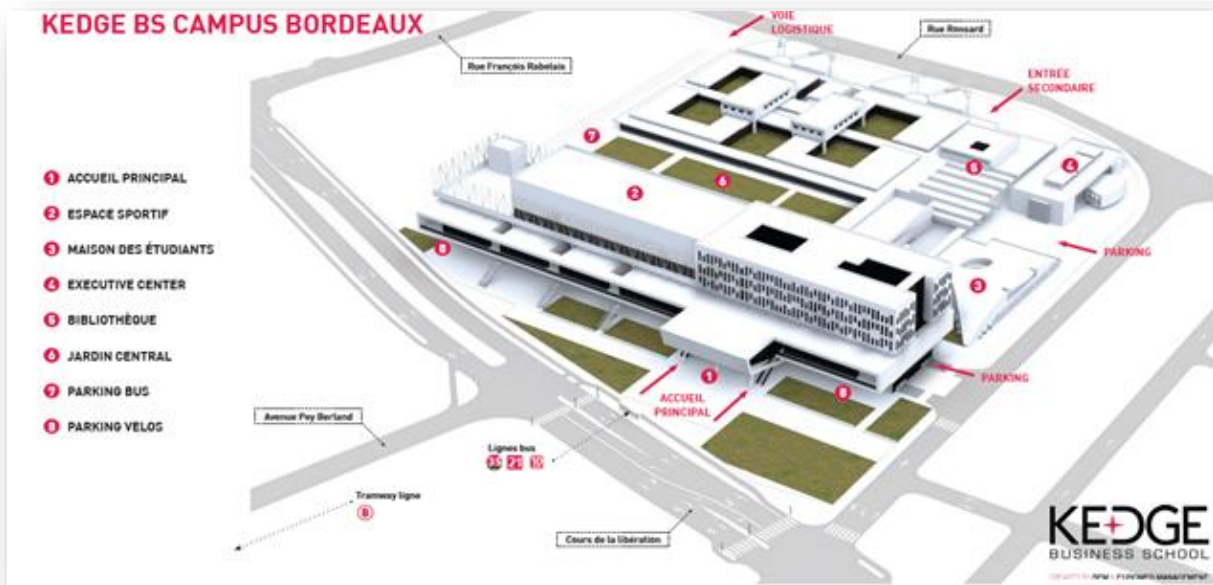 KEDGE BS CAMPUS BORDEAUX
VOIE
LOGISTIQUE
Rue Ronsard
Rue François Rabelais
ENTRÉE
SECONDAIRE
1 ACCUEIL PRINCIPAL
2 ESPACE SPORTIF
3 MAISON DES ÉTUDIANTS
4 EXECUTIVE CENTER
5 BIBLIOTHÈQUE
6 JARDIN CENTRAL
7 PARKING BUS
8 PARKING VELOS
7
6
2
5
4
8
3
PARKING
PARKING
1
8
ACCUEIL
PRINCIPAL
Avenue Pey Berland
Lignes bus
35 21 10
Tramway ligne
B
Cours de la libération
KEDGE
BUSINESS SCHOOL